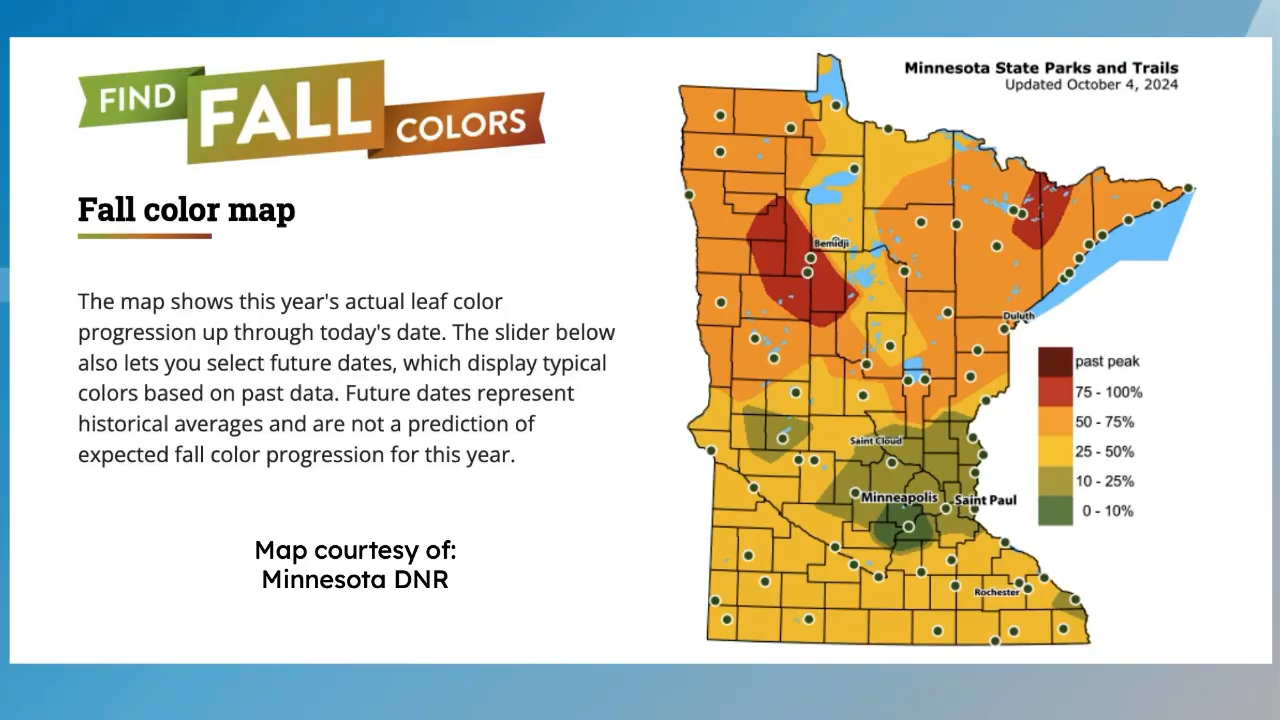 FIND FALL COLORS
Fall color map
The map shows this year's actual leaf color
progression up through today's date. The slider below
also lets you select future dates, which display typical
colors based on past data. Future dates represent
historical averages and are not a prediction of
expected fall color progression for this year.
Map courtesy of:
Minnesota DNR
Minnesota State Parks and Trails
Updated October 4, 2024
Bemidji
Duluth
past peak
75 - 100%
50 - 75%
25 - 50%
10 - 25%
0 - 10%
Saint Cloud
Minneapolis
Saint Paul
Rochester